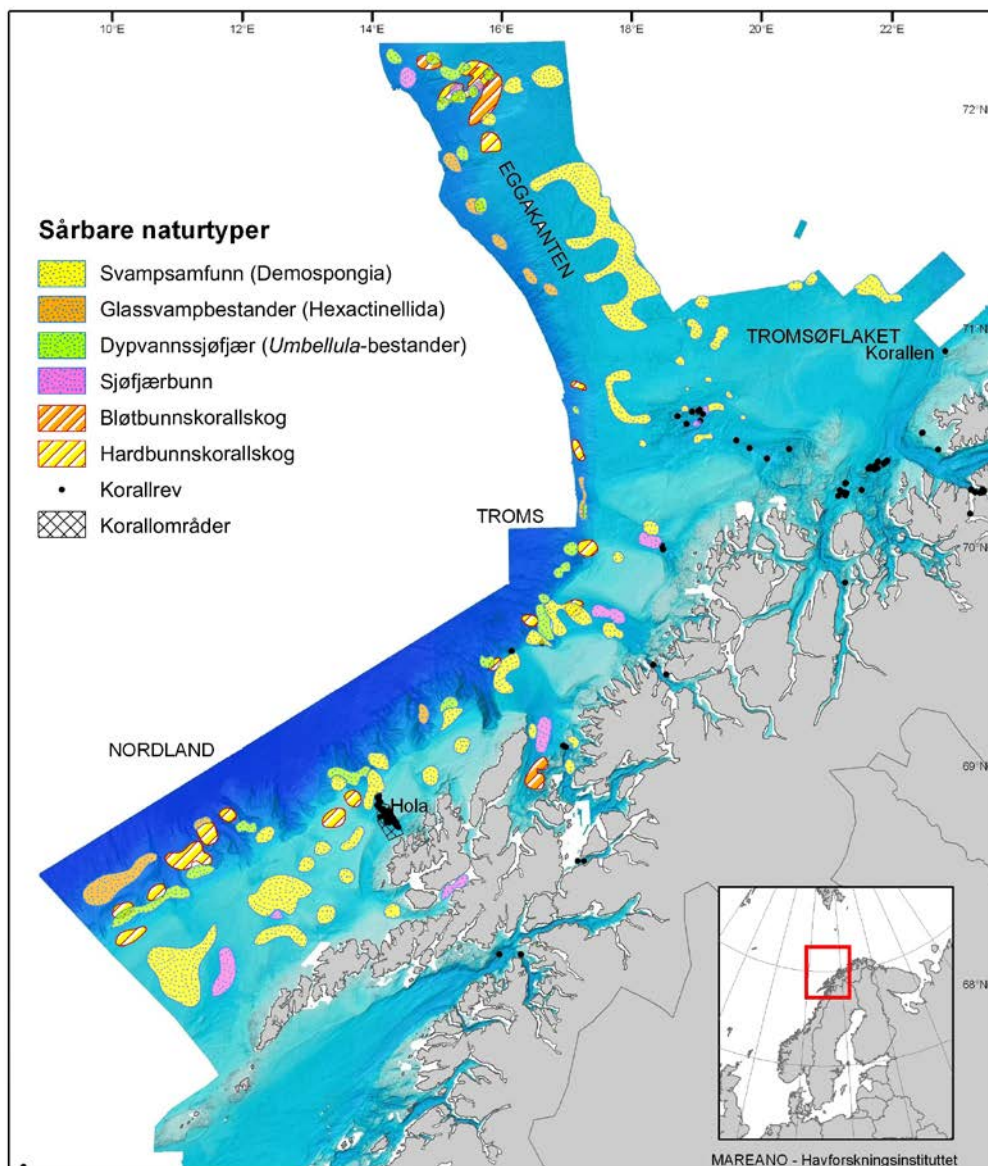 10°E 12°E 14°E 16°E 18°E 20°E 22°E
72°N
EGGAKANTEN
Sårbare naturtyper
Svampsamfunn (Demospongia)
Glassvampbestander (Hexactinellida)
Dypvannssjøfjær (Umbellula-bestander)
Sjøfjærbunn
Bløtbunnskorallskog
Hardbunnskorallskog
Korallrev
Korallområder
71°N
TROMSØFLAKET
Korallen
TROMS
70°N
NORDLAND
69°N
Hola
68°N
MAREANO - Havforskningsinstituttet